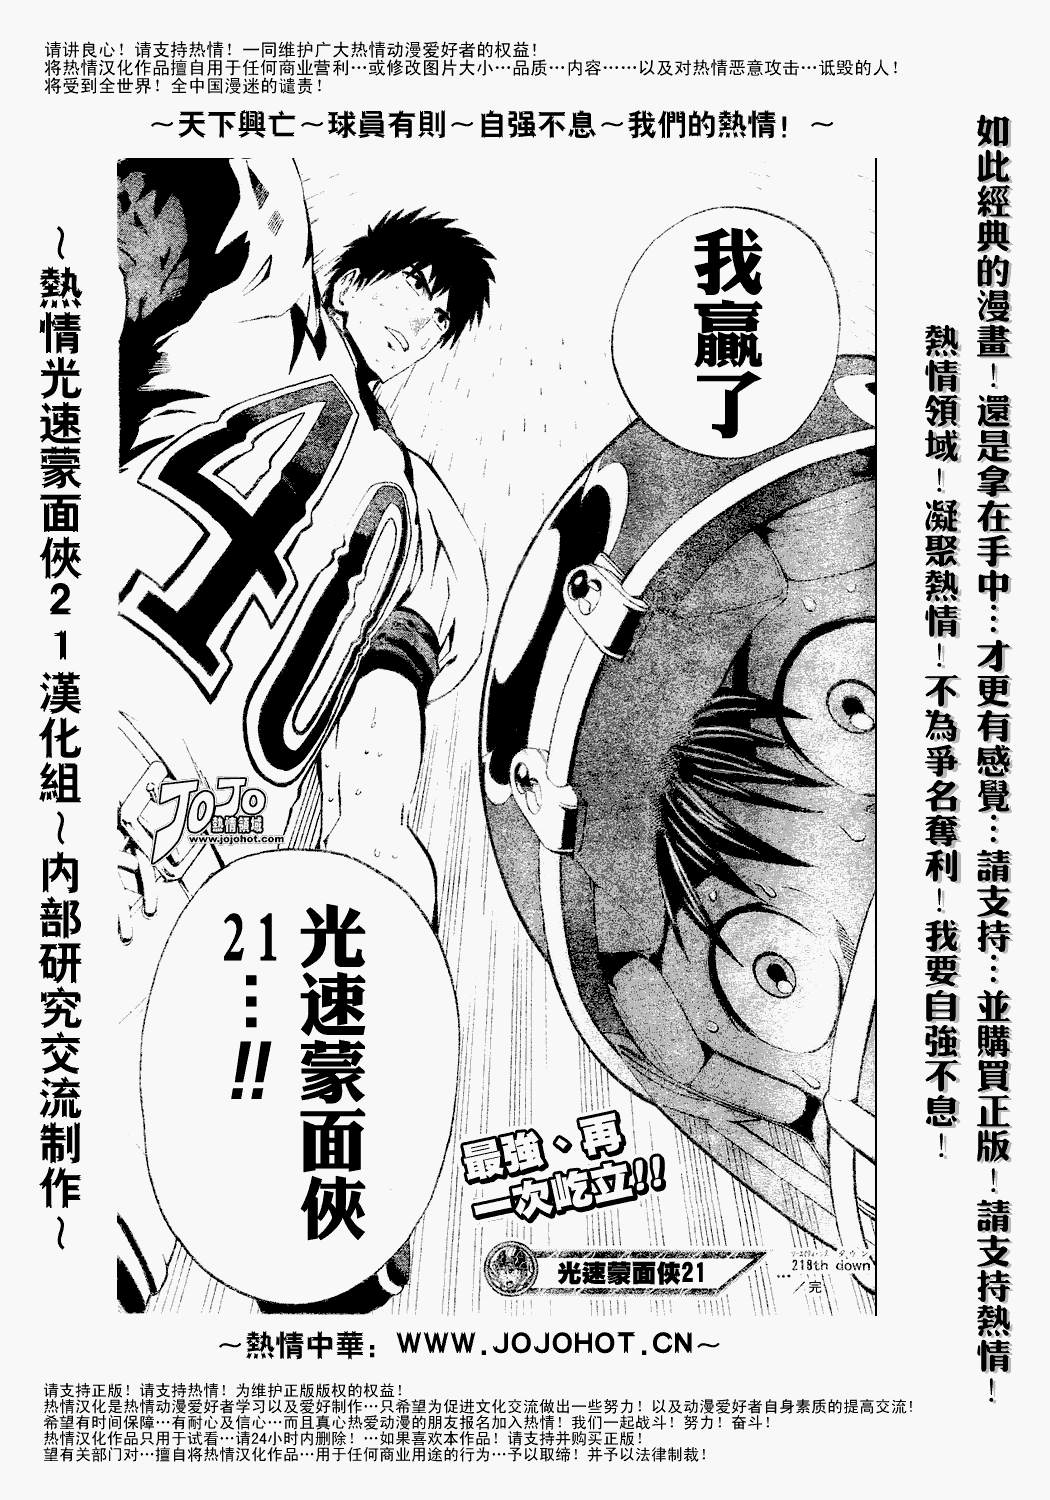 请讲良心！请支持热情！一同维护广大热情动漫爱好者的权益！
将热情汉化作品擅自用于任何商业营利…或修改图片大小…品质…内容……以及对热情恶意攻击…诋毁的人！
将受到全世界！全中国漫迷的谴责！
～天下興亡～球員有則～自强不息～我們的熱情！～
如此經典的漫畫！還是拿在手中…才更有感覺…請支持…並購買正版！請支持熱情！
熱情領域！凝聚熱情！不為爭名奪利！我要自強不息！
我贏了
光速蒙面俠
21…!!
JOJO
熱情領域
www.jojohot.com
最強、再
一次屹立!!
光速蒙面俠21
219th down
…／完
～熱情光速蒙面俠21漢化組～内部研究交流制作～
～熱情中華：WWW.JOJOHOT.CN～
请支持正版！请支持热情！为维护正版版权的权益！
热情汉化是热情动漫爱好者学习以及爱好制作…只希望为促进文化交流做出一些努力！以及动漫爱好者自身素质的提高交流！
希望有时间保障…有耐心及信心…而且真心热爱动漫的朋友报名加入热情！我们一起战斗！努力！奋斗！
热情汉化作品只用于试看…请24小时内删除！…如果喜欢本作品！请支持并购买正版！
望有关部门对…擅自将热情汉化作品…用于任何商业用途的行为…予以取缔！并予以法律制裁！